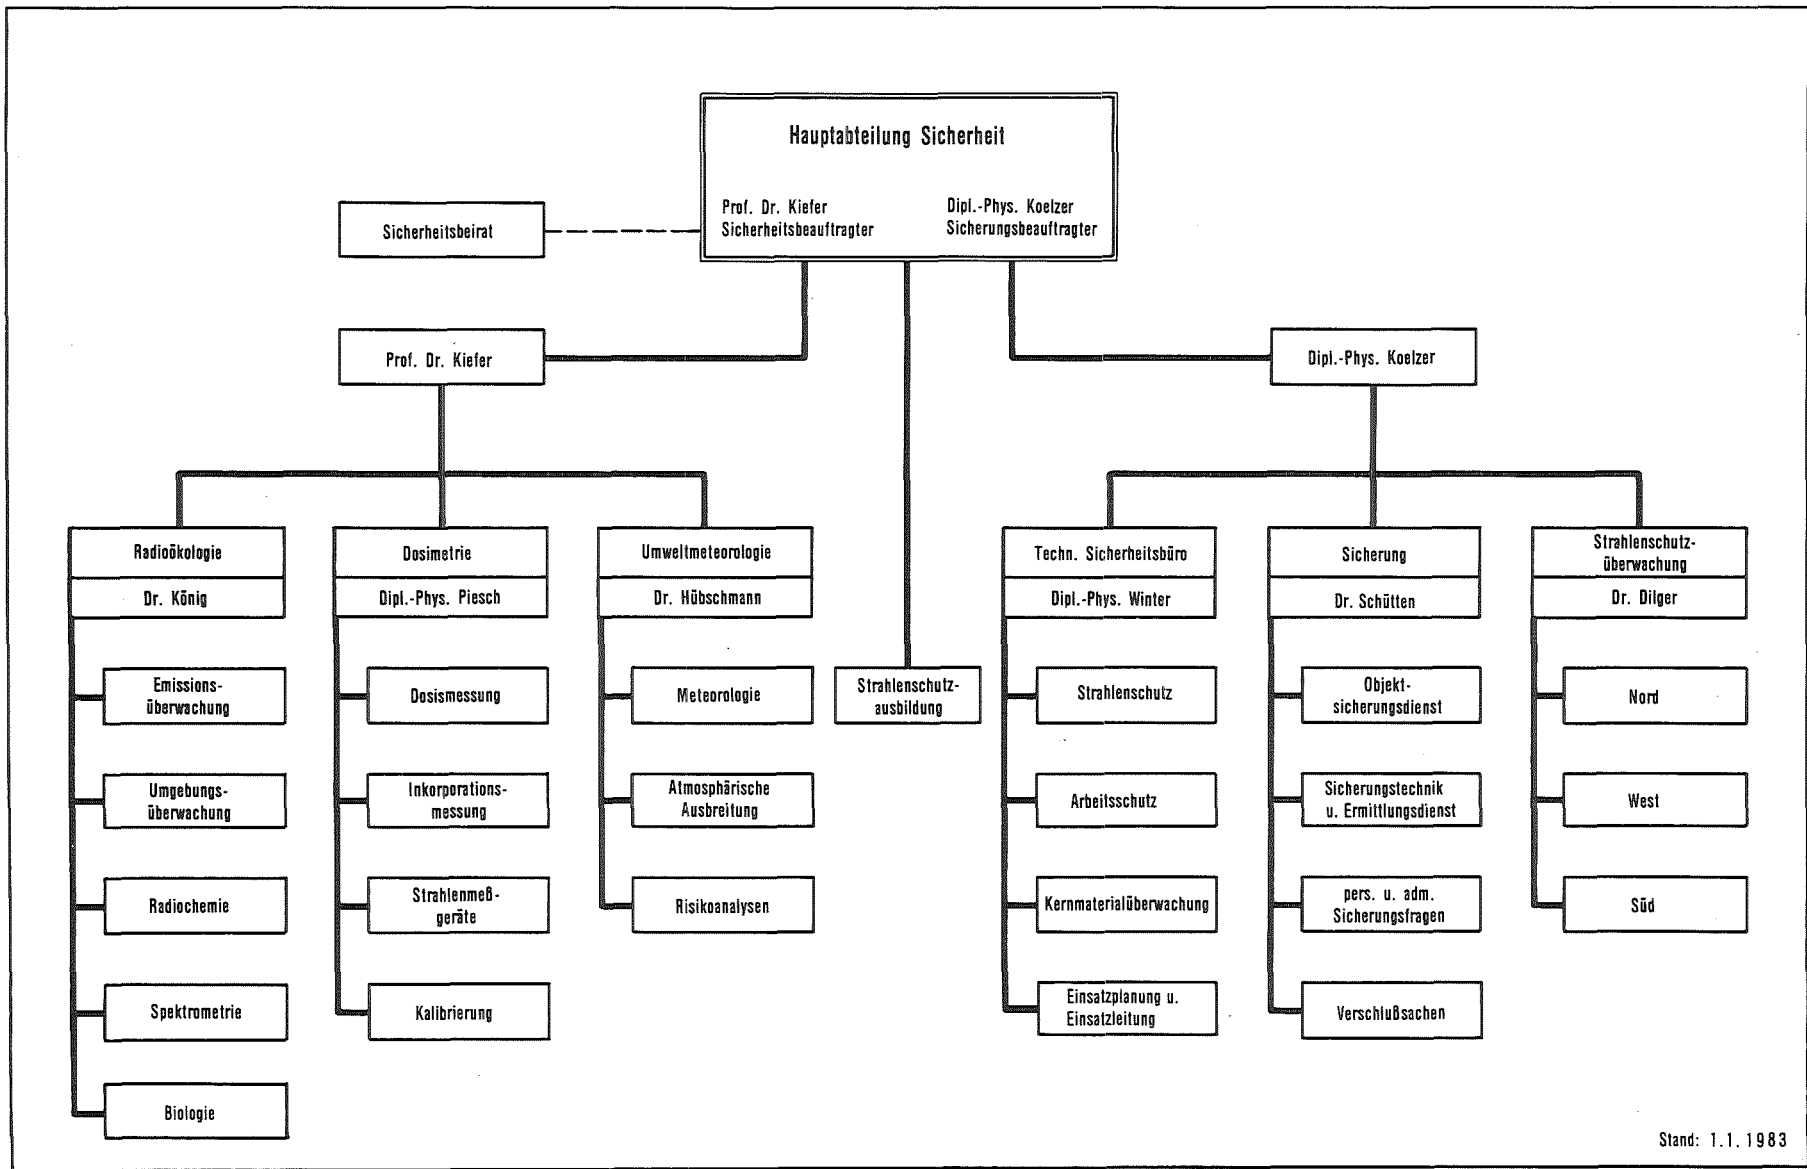 Hauptabteilung Sicherheit
Prof. Dr. Kiefer
Sicherheitsbeauftragter
Dipl.-Phys. Koelzer
Sicherungsbeauftragter
Sicherheitsbeirat
Prof. Dr. Kiefer
Dipl.-Phys. Koelzer
Radioökologie
Dr. König
Emissions-
überwachung
Umgebungs-
überwachung
Radiochemie
Spektrometrie
Biologie
Dosimetrie
Dipl.-Phys. Piesch
Dosismessung
Inkorporations-
messung
Strahlenmeß-
geräte
Kalibrierung
Umweltmeteorologie
Dr. Hübschmann
Meteorologie
Atmosphärische
Ausbreitung
Risikoanalysen
Strahlenschutz-
ausbildung
Techn. Sicherheitsbüro
Dipl.-Phys. Winter
Strahlenschutz
Arbeitsschutz
Kernmaterialüberwachung
Einsatzplanung u.
Einsatzleitung
Sicherung
Dr. Schütten
Objekt-
sicherungsdienst
Sicherungstechnik
u. Ermittlungsdienst
pers. u. adm.
Sicherungsfragen
Verschlußsachen
Strahlenschutz-
überwachung
Dr. Dilger
Nord
West
Süd
Stand: 1.1.1983